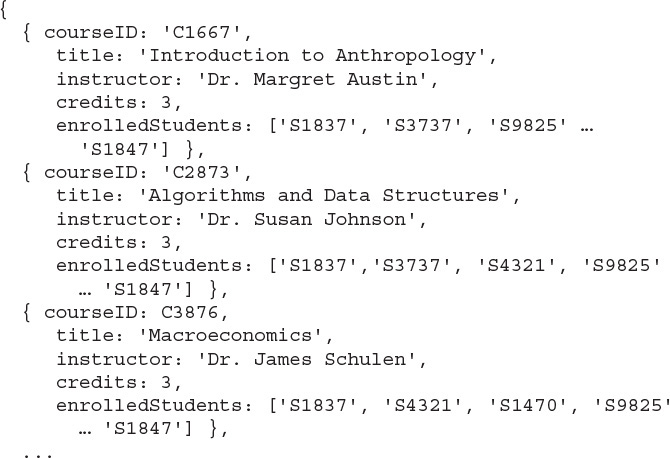 {
{ courseID: 'C1667',
title: 'Introduction to Anthropology',
instructor: 'Dr. Margret Austin',
credits: 3,
enrolledStudents: ['S1837', 'S3737', 'S9825' …
'S1847'] },
{ courseID: 'C2873',
title: 'Algorithms and Data Structures',
instructor: 'Dr. Susan Johnson',
credits: 3,
enrolledStudents: ['S1837','S3737', 'S4321', 'S9825'
… 'S1847'] },
{ courseID: C3876,
title: 'Macroeconomics',
instructor: 'Dr. James Schulen',
credits: 3,
enrolledStudents: ['S1837', 'S4321', 'S1470', 'S9825'
… 'S1847'] },
...